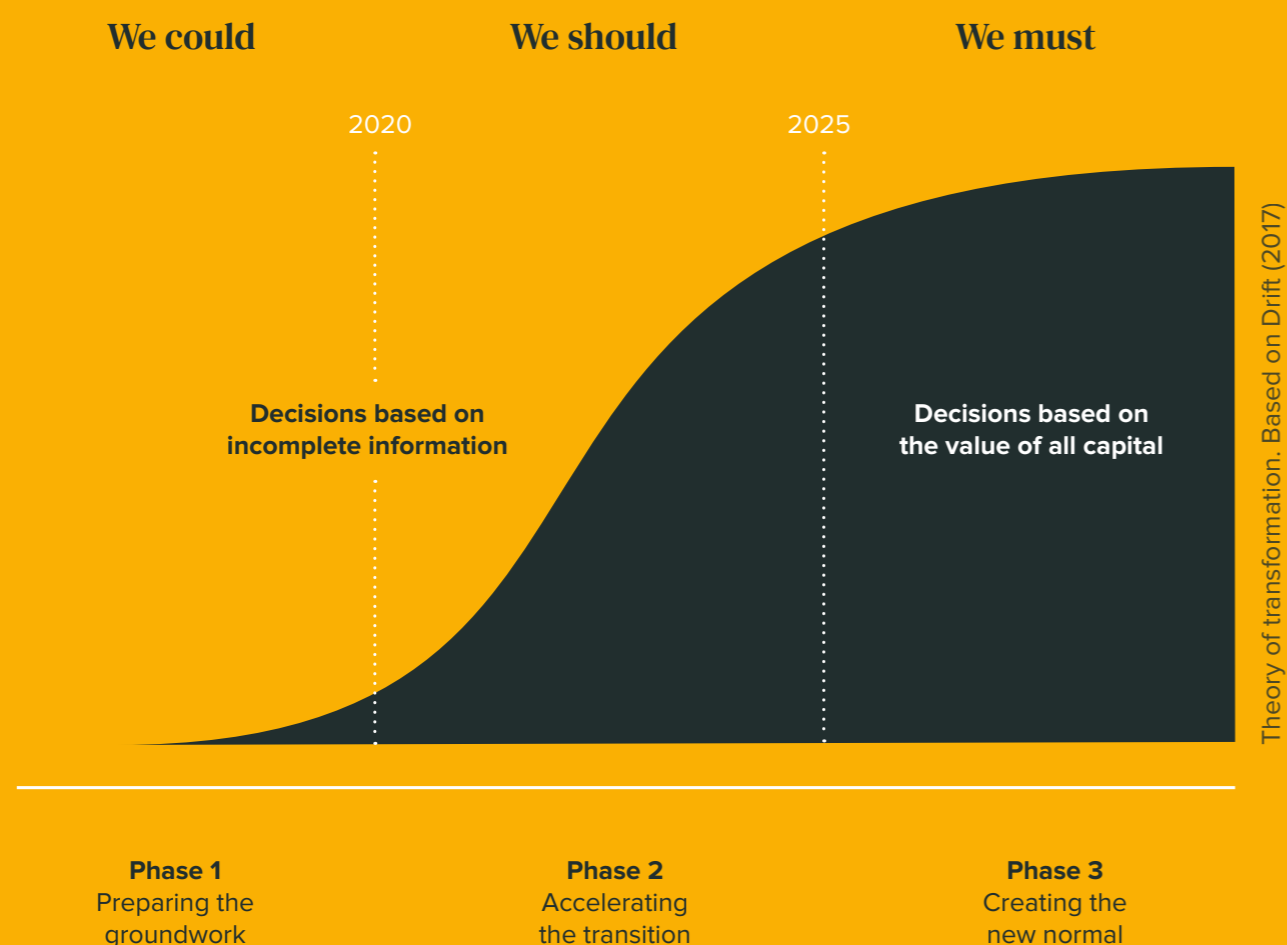 We could
We should
We must
2020
2025
Decisions based on
incomplete information
Decisions based on
the value of all capital
Theory of transformation. Based on Drift (2017)
Phase 1
Preparing the
groundwork
Phase 2
Accelerating
the transition
Phase 3
Creating the
new normal